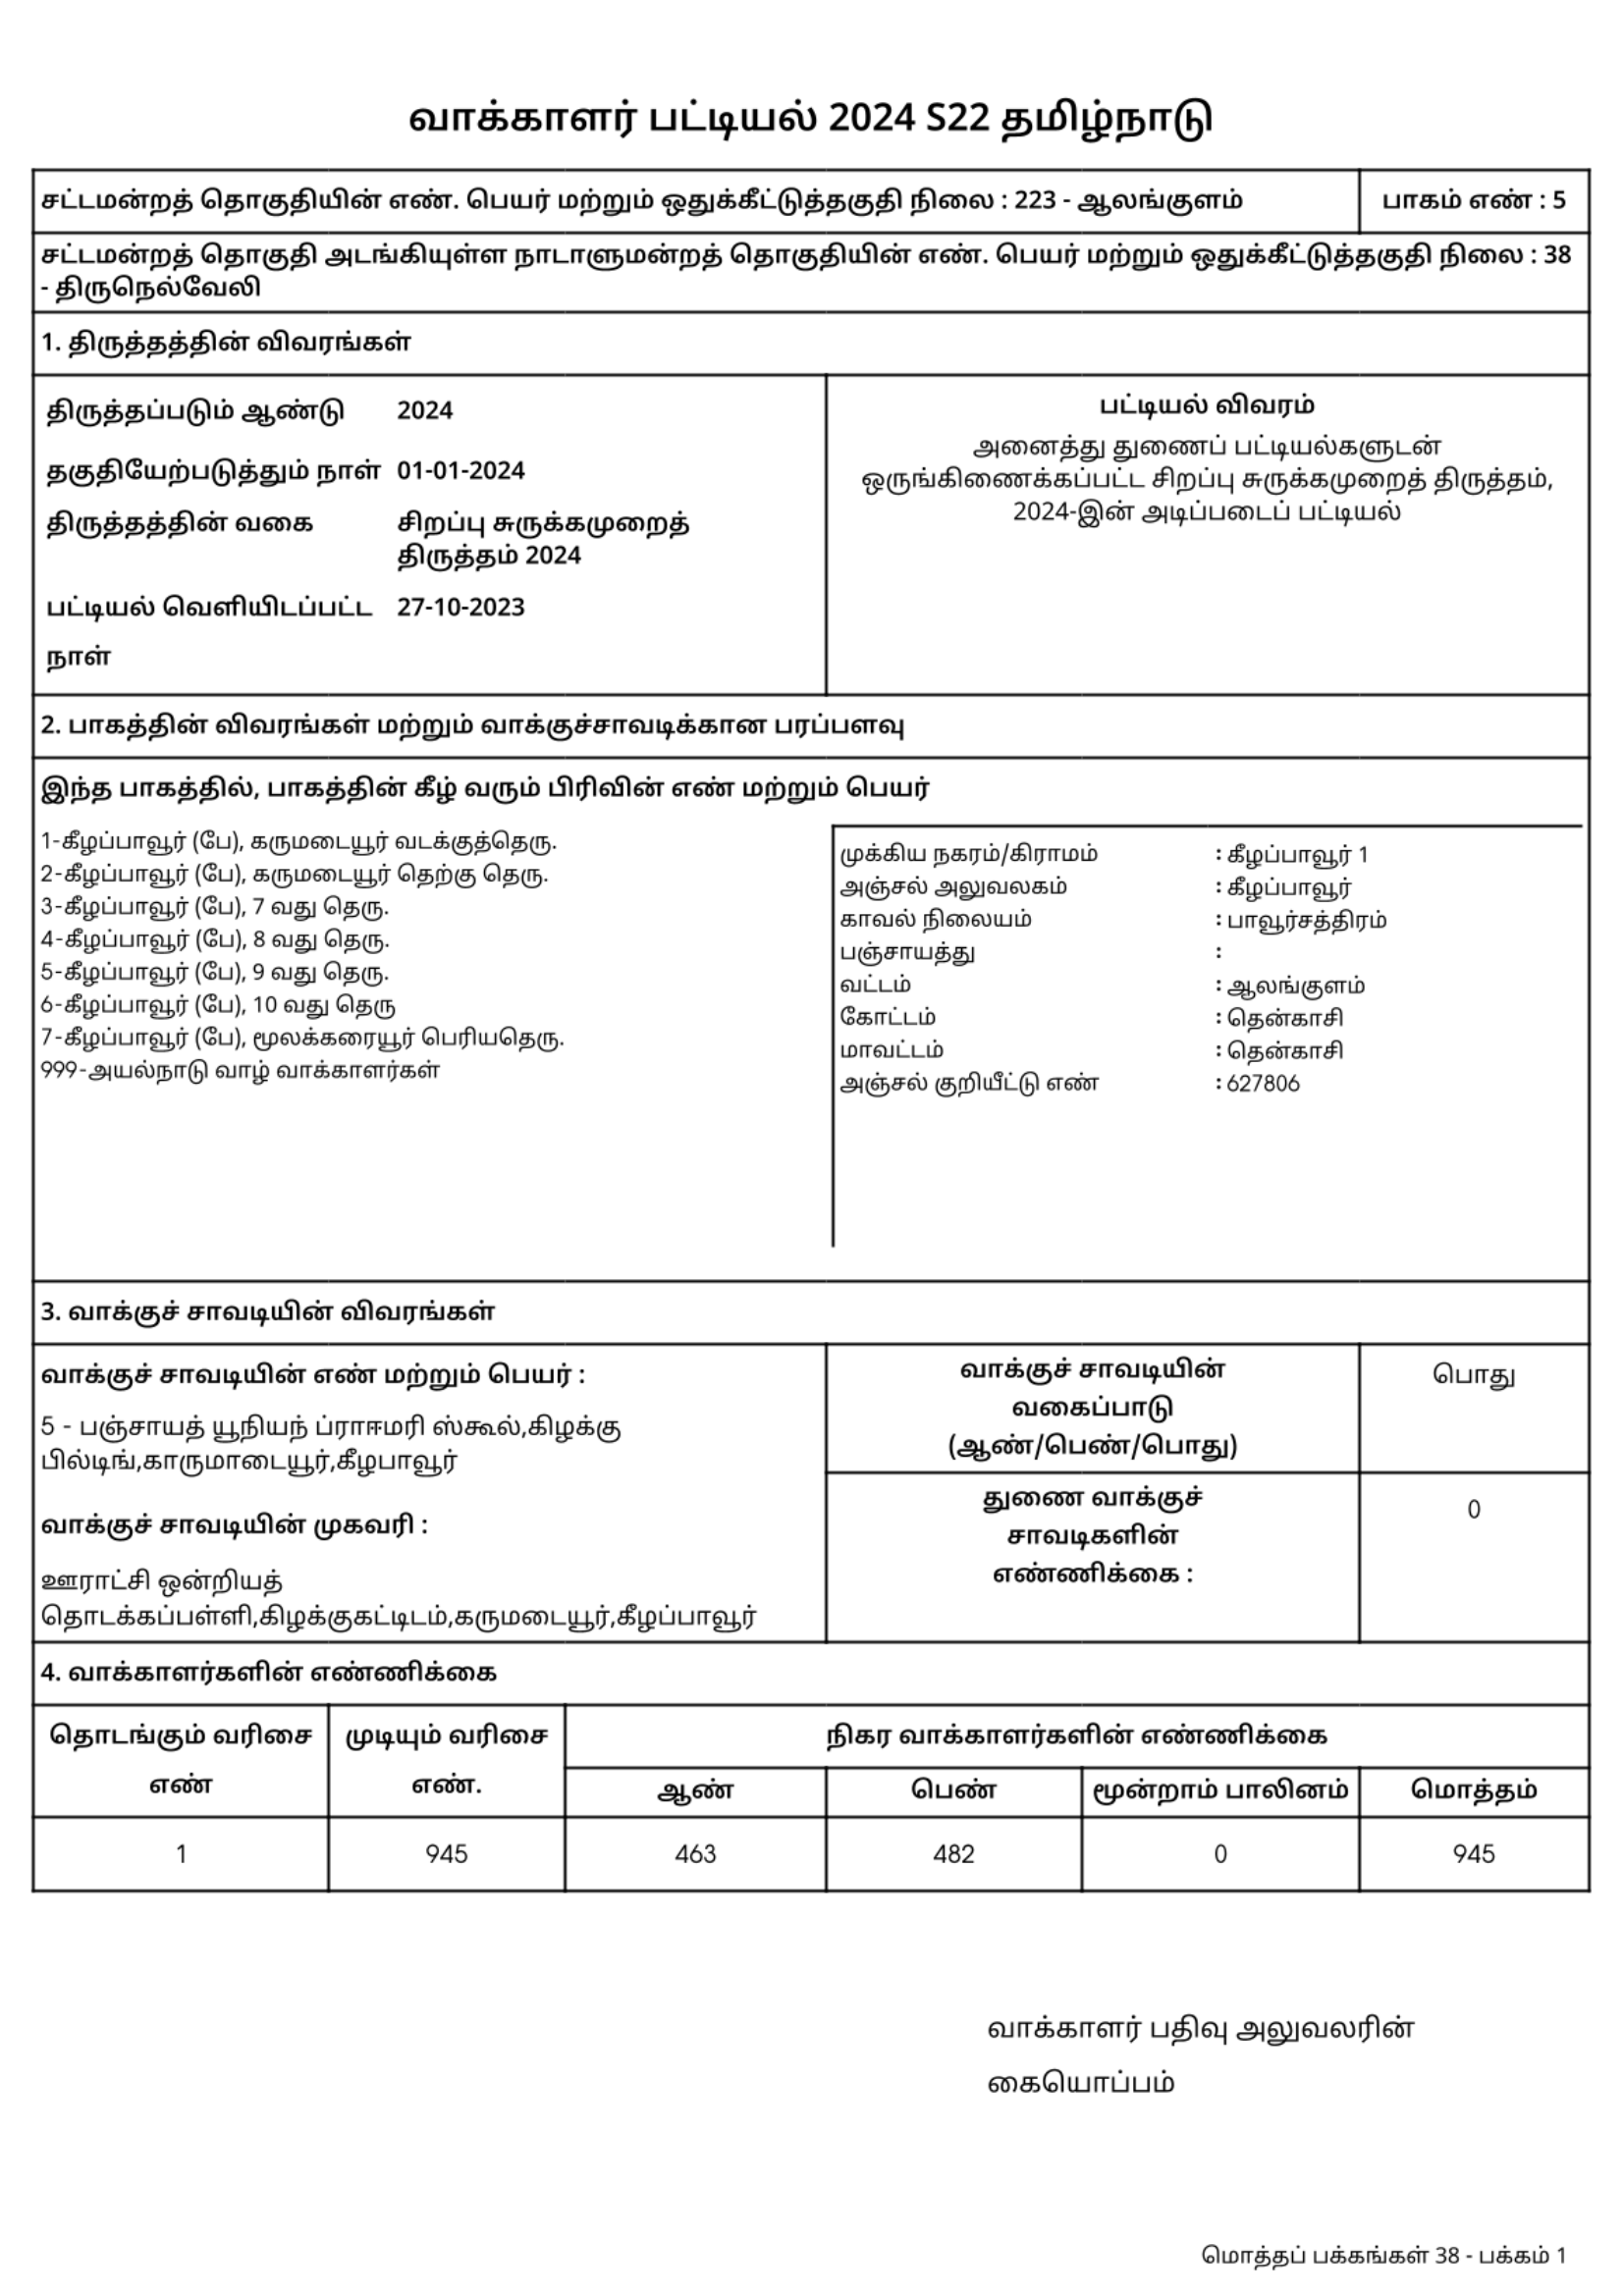 வாக்காளர் பட்டியல் 2024 S22 தமிழ்நாடு
சட்டமன்றத் தொகுதியின் எண். பெயர் மற்றும் ஒதுக்கீட்டுத்தகுதி நிலை : 223 - ஆலங்குளம்
பாகம் எண் : 5
சட்டமன்றத் தொகுதி அடங்கியுள்ள நாடாளுமன்றத் தொகுதியின் எண். பெயர் மற்றும் ஒதுக்கீட்டுத்தகுதி நிலை : 38
- திருநெல்வேலி
1. திருத்தத்தின் விவரங்கள்
திருத்தப்படும் ஆண்டு 2024
தகுதியேற்படுத்தும் நாள் 01-01-2024
திருத்தத்தின் வகை சிறப்பு சுருக்கமுறைத்
திருத்தம் 2024
பட்டியல் வெளியிடப்பட்ட 27-10-2023
நாள்
பட்டியல் விவரம்
அனைத்து துணைப் பட்டியல்களுடன்
ஒருங்கிணைக்கப்பட்ட சிறப்பு சுருக்கமுறைத் திருத்தம்,
2024-இன் அடிப்படைப் பட்டியல்
2. பாகத்தின் விவரங்கள் மற்றும் வாக்குச்சாவடிக்கான பரப்பளவு
இந்த பாகத்தில், பாகத்தின் கீழ் வரும் பிரிவின் எண் மற்றும் பெயர்
1-கீழப்பாவூர் (பே), கருமடையூர் வடக்குத்தெரு.
2-கீழப்பாவூர் (பே), கருமடையூர் தெற்கு தெரு.
3-கீழப்பாவூர் (பே), 7 வது தெரு.
4-கீழப்பாவூர் (பே), 8 வது தெரு.
5-கீழப்பாவூர் (பே), 9 வது தெரு.
6-கீழப்பாவூர் (பே), 10 வது தெரு
7-கீழப்பாவூர் (பே), மூலக்கரையூர் பெரியதெரு.
999-அயல்நாடு வாழ் வாக்காளர்கள்
முக்கிய நகரம்/கிராமம் : கீழப்பாவூர் 1
அஞ்சல் அலுவலகம் : கீழப்பாவூர்
காவல் நிலையம் : பாவூர்சத்திரம்
பஞ்சாயத்து :
வட்டம் : ஆலங்குளம்
கோட்டம் : தென்காசி
மாவட்டம் : தென்காசி
அஞ்சல் குறியீட்டு எண் : 627806
3. வாக்குச் சாவடியின் விவரங்கள்
வாக்குச் சாவடியின் எண் மற்றும் பெயர் :
5 - பஞ்சாயத் யூநியந் ப்ராஈமரி ஸ்கூல்,கிழக்கு
பில்டிங்,காருமாடையூர்,கீழபாவூர்
வாக்குச் சாவடியின் முகவரி :
ஊராட்சி ஒன்றியத்
தொடக்கப்பள்ளி,கிழக்குகட்டிடம்,கருமடையூர்,கீழப்பாவூர்
வாக்குச் சாவடியின்
வகைப்பாடு
(ஆண்/பெண்/பொது)
பொது
துணை வாக்குச்
சாவடிகளின்
எண்ணிக்கை :
0
4. வாக்காளர்களின் எண்ணிக்கை
தொடங்கும் வரிசை
எண்
முடியும் வரிசை
எண்.
நிகர வாக்காளர்களின் எண்ணிக்கை
ஆண் பெண் மூன்றாம் பாலினம் மொத்தம்
1 945 463 482 0 945
வாக்காளர் பதிவு அலுவலரின்
கையொப்பம்
மொத்தப் பக்கங்கள் 38 - பக்கம் 1